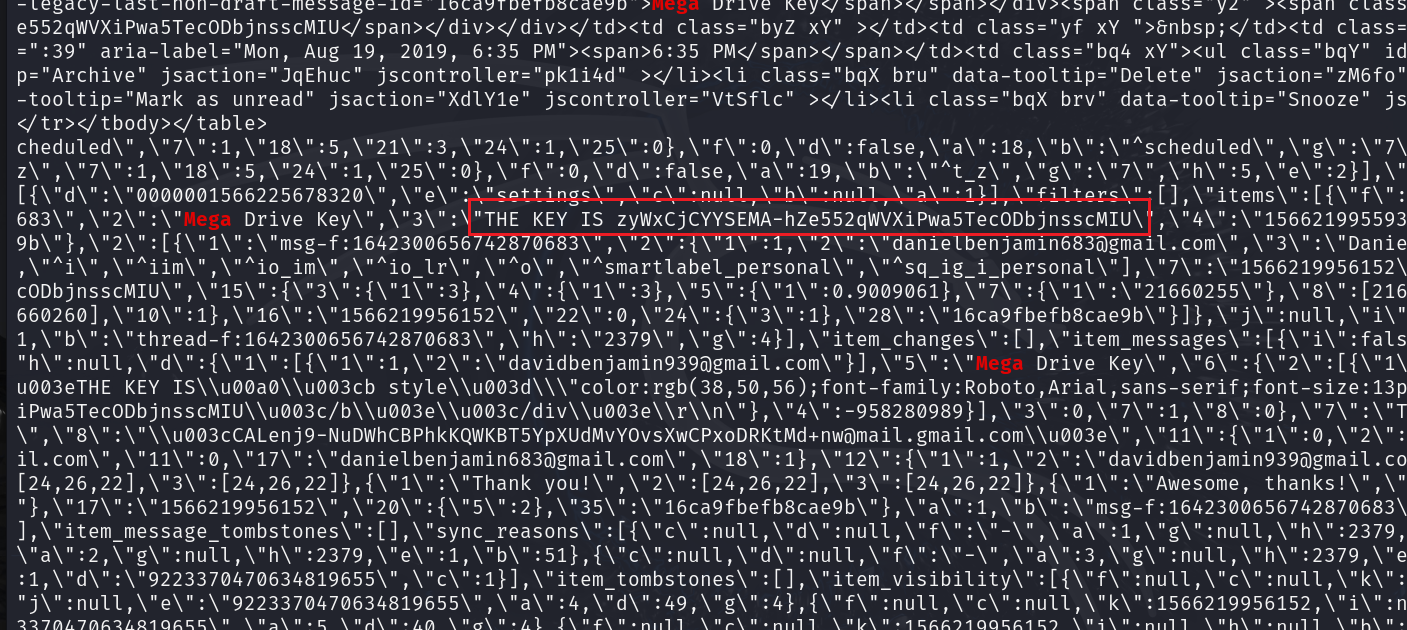 -legacy-last-non-draft-message-id="16ca9fbefb8cae9b">Mega Drive Key</span></span></div><span class="y2" ><span class
e552qWVXiPwa5TecODbjnsscMIU</span></div></div><td class="byZ xY" ></td><td class="yf xY ">&nbsp;</td><td class
=":39" aria-label="Mon, Aug 19, 2019, 6:35 PM"><span>6:35 PM</span></td><td class="bq4 xY"><ul class="bqY" id
p="Archive" jsaction="JqEhuc" jscontroller="pk1i4d" ></li><li class="bqX bru" data-tooltip="Delete" jsaction="zM6fo"
-tooltip="Mark as unread" jsaction="XdlY1e" jscontroller="VtSflc" ></li><li class="bqX brv" data-tooltip="Snooze" js
</tr></tbody></table>
cheduled\",\"7\":1,\"18\":5,\"21\":3,\"24\":1,\"25\":0},\"f\":0,\"d\":false,\"a\":18,\"b\":\"^scheduled\",\"g\":\"7\
z\",\"7\":1,\"18\":5,\"24\":1,\"25\":0},\"f\":0,\"d\":false,\"a\":19,\"b\":\"^t_z\",\"g\":\"7\",\"h\":5,\"e\":2}],\"
[{\"d\":\"0000001566225678320\",\"e\":\"settings\",\"c\":null,\"b\":null,\"a\":1}],\"filters\":[],\"items\":[{\"f\":
683\",\"2\":\"Mega Drive Key\",\"3\":\"THE KEY IS zyWxCjCYYSEMA-hZe552qWVXiPwa5TecODbjnsscMIU\",\"4\":\"156621995593
9b\"},\"2\":[{\"1\":\"msg-f:1642300656742870683\",\"2\":{\"1\":1,\"2\":\"danielbenjamin683@gmail.com\",\"3\":\"Danie
,\"^i\",\"^iim\",\"^io_im\",\"^io_lr\",\"^o\",\"^smartlabel_personal\",\"^sq_ig_i_personal\"],\"7\":\"1566219956152\
cODbjnsscMIU\",\"15\":{\"3\":{\"1\":3},\"4\":{\"1\":3},\"5\":{\"1\":0.9009061},\"7\":{\"1\":\"21660255\"},\"8\":[216
660260],\"10\":1},\"16\":\"1566219956152\",\"22\":0,\"24\":{\"3\":1},\"28\":\"16ca9fbefb8cae9b\"}]},\"j\":null,\"i\"
1,\"b\":\"thread-f:1642300656742870683\",\"h\":\"2379\",\"g\":4}],\"item_changes\":[],\"item_messages\":[{\"i\":fals
\"h\":null,\"d\":{\"1\":[{\"1\":1,\"2\":\"davidbenjamin939@gmail.com\"}],\"5\":\"Mega Drive Key\",\"6\":{\"2\":[{\"1\
u003eTHE KEY IS\\u00a0\\u003cb style\\u003d\\\"color:rgb(38,50,56);font-family:Roboto,Arial,sans-serif;font-size:13p
iPwa5TecODbjnsscMIU\\u003c/b\\u003e\\u003c/div\\u003e\\r\\n\"},\"4\":-958280989}],\"3\":0,\"7\":1,\"8\":0},\"7\":\"T
\",\"8\":\"\\u003cCALenj9-NuDWhCBPhkKQWKBT5YpXUdMvYOvsXwCPxoDRKtMd+nw@mail.gmail.com\\u003e\",\"11\":{\"1\":0,\"2\":
il.com\",\"11\":0,\"17\":\"danielbenjamin683@gmail.com\",\"18\":1},\"12\":{\"1\":1,\"2\":\"davidbenjamin939@gmail.co
[24,26,22],\"3\":[24,26,22]},{\"1\":\"Thank you!\",\"2\":[24,26,22],\"3\":[24,26,22]},{\"1\":\"Awesome, thanks!\",\"
\"},\"17\":\"1566219956152\",\"20\":{\"5\":2},\"35\":\"16ca9fbefb8cae9b\"},\"a\":1,\"b\":\"msg-f:1642300656742870683\
],\"item_message_tombstones\":[],\"sync_reasons\":[{\"c\":null,\"d\":null,\"f\":\"-\",\"a\":1,\"g\":null,\"h\":2379,
\"a\":2,\"g\":null,\"h\":2379,\"e\":1,\"b\":51},{\"c\":null,\"d\":null,\"f\":\"-\",\"a\":3,\"g\":null,\"h\":2379,\"e
:1,\"d\":\"9223370470634819655\",\"c\":1}],\"item_tombstones\":[],\"item_visibility\":[{\"f\":null,\"c\":null,\"k\":
\"j\":null,\"e\":\"9223370470634819655\",\"a\":4,\"d\":49,\"g\":4},{\"f\":null,\"c\":null,\"k\":1566219956152,\"i\":n
3370470634819655\",\"a\":5,\"d\":40,\"g\":4},{\"f\":null,\"c\":null,\"k\":1566219956152,\"i\":null,\"h\":null,\"b\":